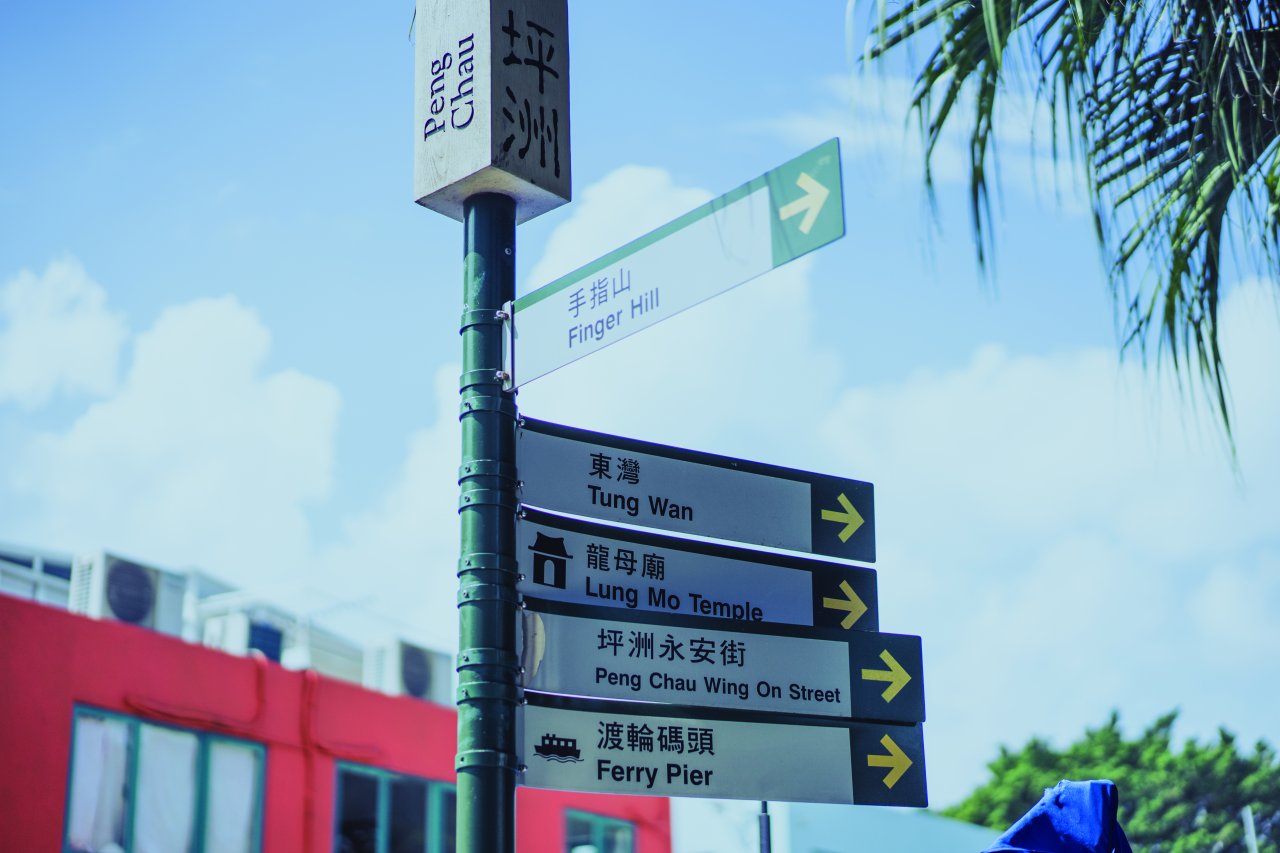 Peng
Chau
坪洲
手指山
Finger Hill
東灣
Tung Wan
龍母廟
Lung Mo Temple
坪洲永安街
Peng Chau Wing On Street
渡輪碼頭
Ferry Pier